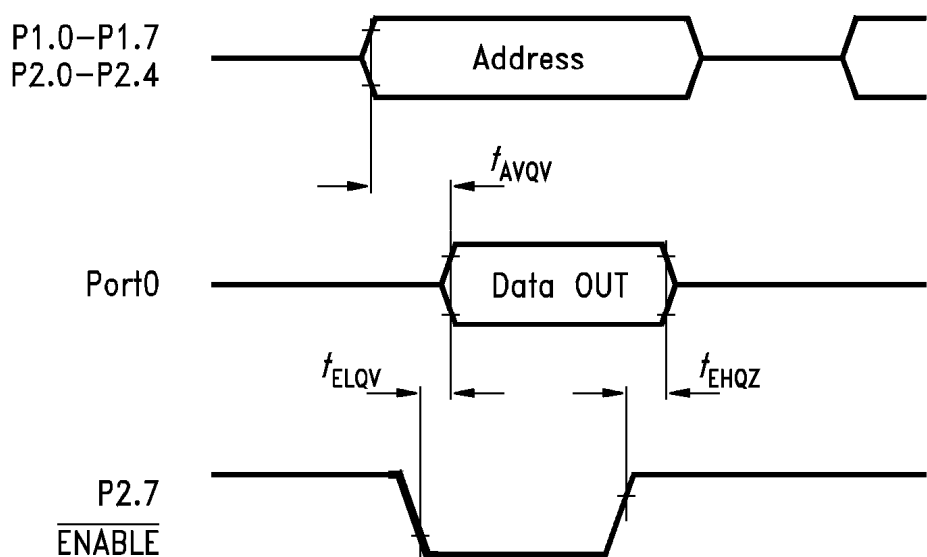 P1.0-P1.7
P2.0-P2.4
Address
tAVQV
Port0
Data OUT
tELQV
tEHQZ
P2.7
ENABLE